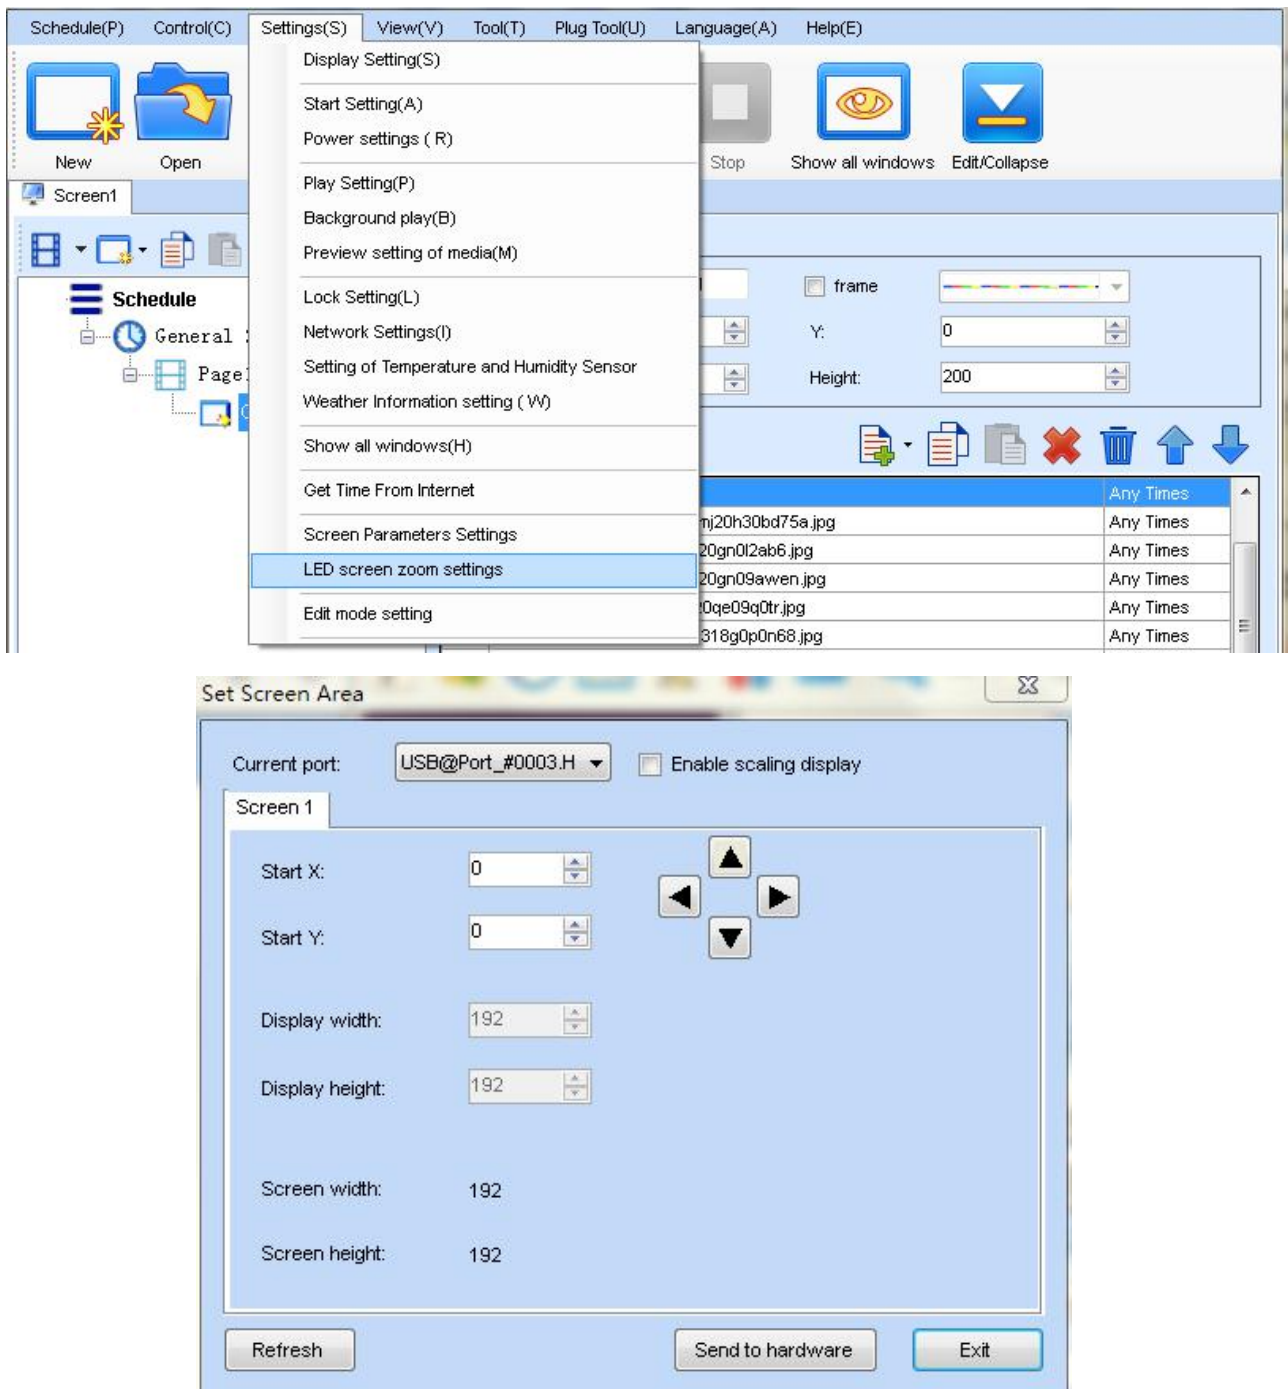 Schedule(P) Control(C) Settings(S) View(V) Tool(T) Plug Tool(U) Language(A) Help(E)
Display Setting(S)
Start Setting(A)
Power settings ( R)
New Open Stop Show all windows Edit/Collapse
Play Setting(P)
Screen1
Background play(B)
Preview setting of media(M)
frame
Lock Setting(L)
Schedule
Network Settings(I)
General
Y: 0
Setting of Temperature and Humidity Sensor
Page1
Height: 200
Weather Information setting ( W)
Show all windows(H)
Get Time From Internet
Any Times
Screen Parameters Settings
mj20h30bd75a.jpg Any Times
20gn0l2ab6.jpg Any Times
LED screen zoom settings
20gn09awen.jpg Any Times
Edit mode setting
0qe09q0tr.jpg Any Times
318g0p0n68.jpg Any Times
Set Screen Area
Current port: USB@Port_#0003.H Enable scaling display
Screen 1
Start X: 0
Start Y: 0
Display width: 192
Display height: 192
Screen width: 192
Screen height: 192
Refresh Send to hardware Exit